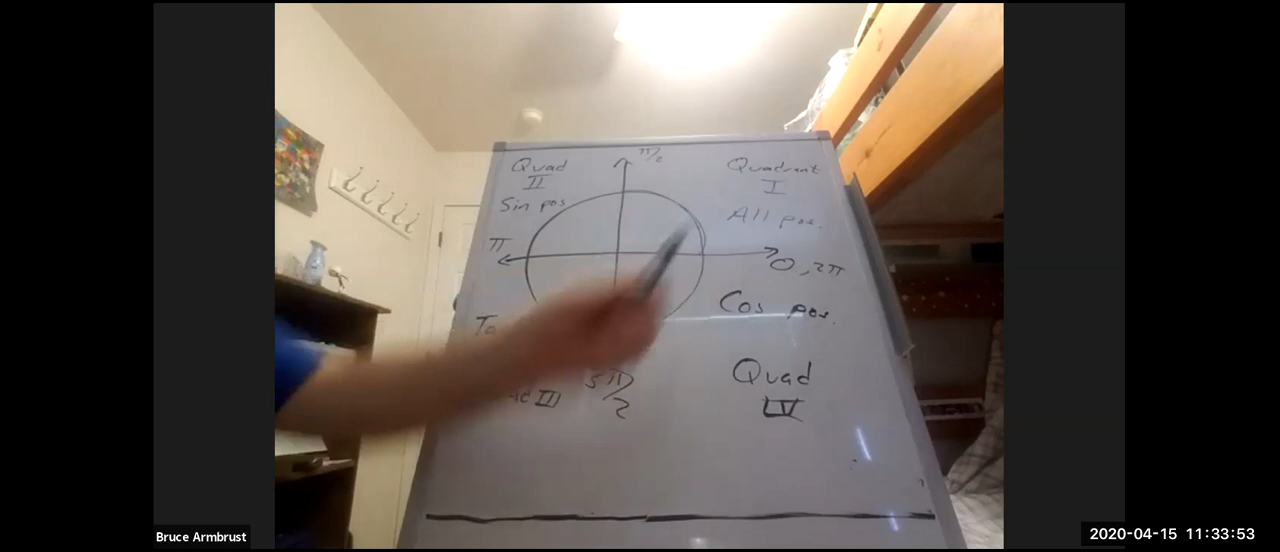 π/2
Quad
II
Quadrant
I
Sin pos
All pos.
π
0, 2π
Cos pos.
Quad
IV
III
3π/2
Bruce Armbrust
2020-04-15 11:33:53